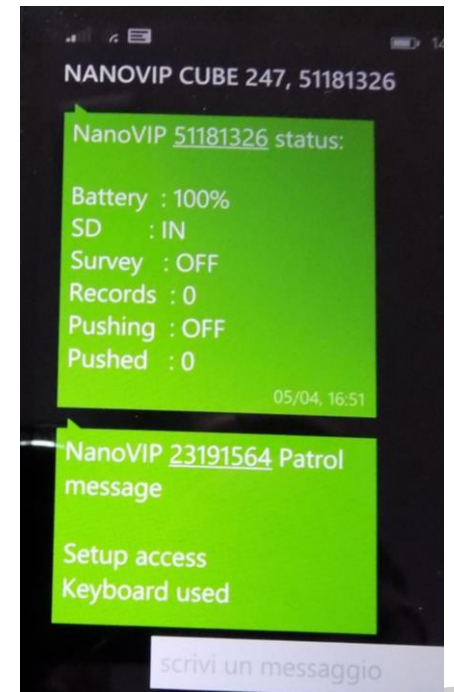 14
NANOVIP CUBE 247, 51181326
NanoVIP 51181326 status:
Battery : 100%
SD : IN
Survey : OFF
Records : 0
Pushing : OFF
Pushed : 0
05/04, 16:51
NanoVIP 23191564 Patrol
message
Setup access
Keyboard used
scrivi un messaggio